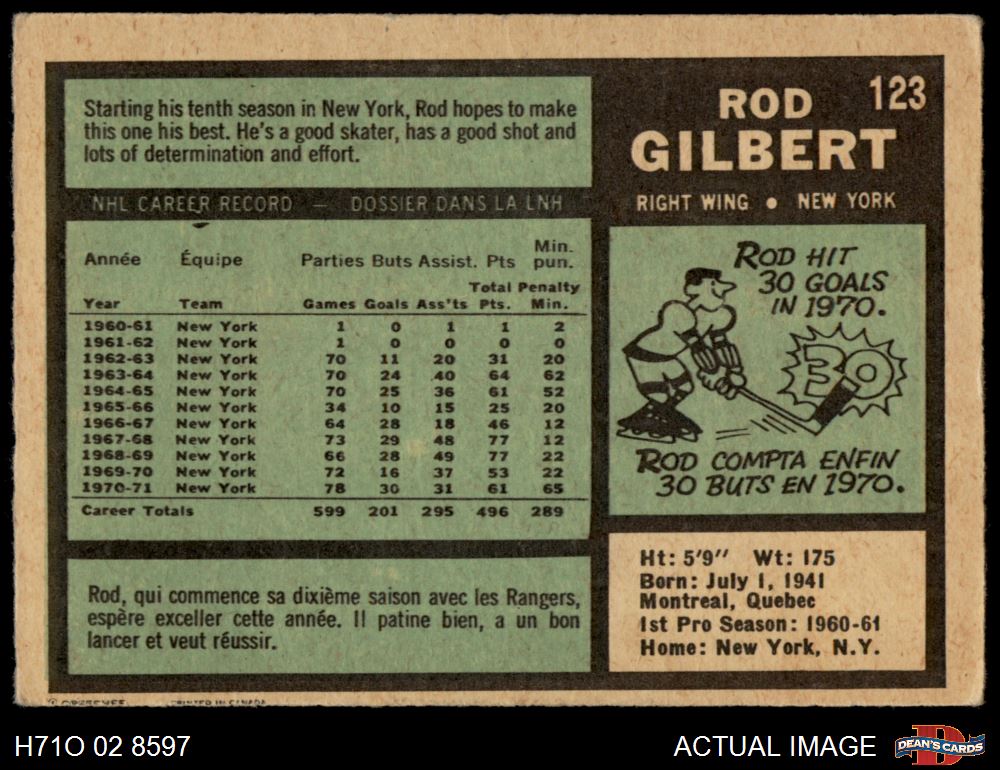 Starting his tenth season in New York, Rod hopes to make
this one his best. He's a good skater, has a good shot and
lots of determination and effort.
NHL CAREER RECORD — DOSSIER DANS LA LNH
Année Équipe Parties Buts Assist. Pts Min. pun.
Year Team Games Goals Ass'ts Total Pts. Penalty Min.
1960-61 New York 1 0 1 1 2
1961-62 New York 1 0 0 0 0
1962-63 New York 70 11 20 31 20
1963-64 New York 70 24 40 64 62
1964-65 New York 70 25 36 61 52
1965-66 New York 34 10 15 25 20
1966-67 New York 64 28 18 46 12
1967-68 New York 73 29 48 77 12
1968-69 New York 66 28 49 77 22
1969-70 New York 72 16 37 53 22
1970-71 New York 78 30 31 61 65
Career Totals 599 201 295 496 289
Rod, qui commence sa dixième saison avec les Rangers,
espère exceller cette année. Il patine bien, a un bon
lancer et veut réussir.
123
ROD
GILBERT
RIGHT WING • NEW YORK
ROD HIT
30 GOALS
IN 1970.
30
ROD COMPTA ENFIN
30 BUTS EN 1970.
Ht: 5'9" Wt: 175
Born: July 1, 1941
Montreal, Quebec
1st Pro Season: 1960-61
Home: New York, N.Y.
PRINTED IN CANADA
H71O 02 8597
ACTUAL IMAGE
D
DEAN'S CARDS